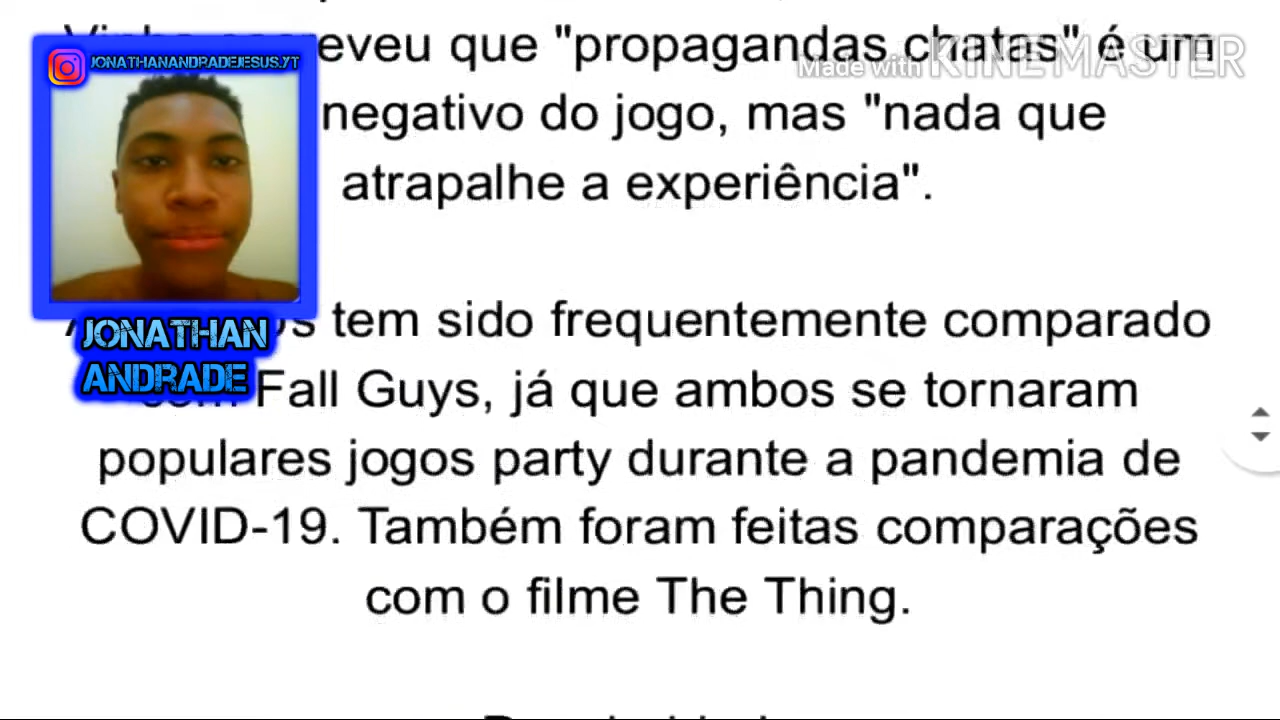 escreveu que "propagandas chatas" é um
Made with KINEMASTER
JONATHANANDRADEJESUS.YT
negativo do jogo, mas "nada que
atrapalhe a experiência".
tem sido frequentemente comparado
JONATHAN
ANDRADE
com Fall Guys, já que ambos se tornaram
populares jogos party durante a pandemia de
COVID-19. Também foram feitas comparações
com o filme The Thing.